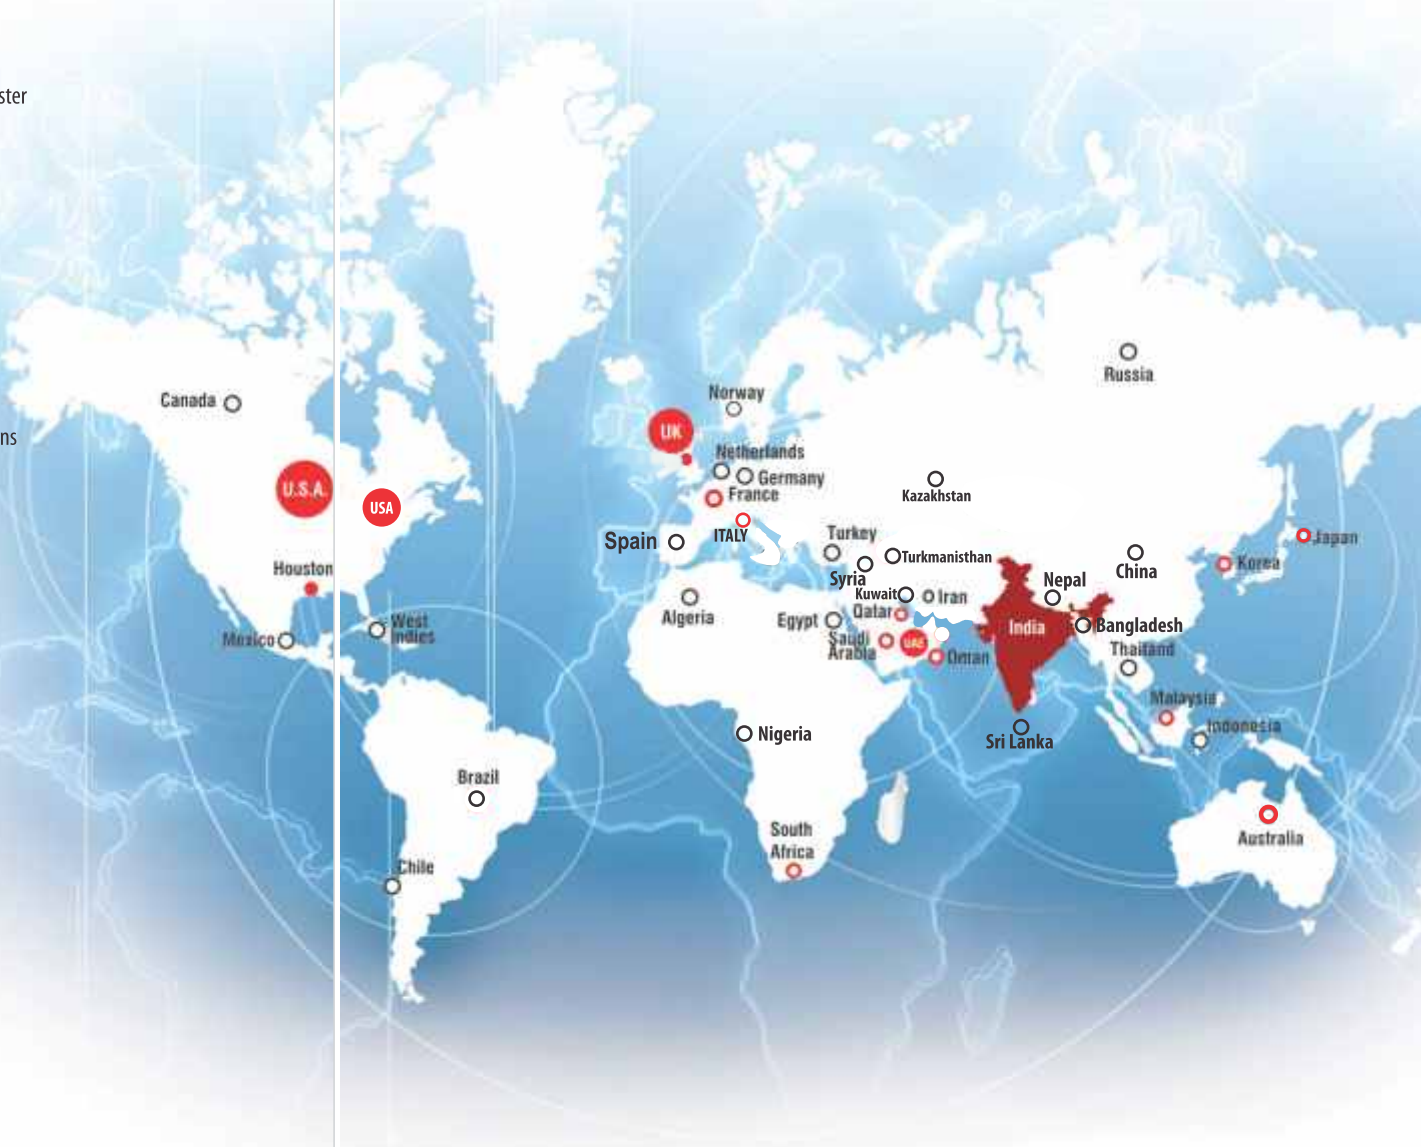 ster
ns
Canada
U.S.A.
USA
Houston
Mexico
West
Indies
Brazil
Chile
UK
Norway
Netherlands
Germany
France
ITALY
Spain
Algeria
Nigeria
South
Africa
Egypt
Turkey
Syria
Kuwait
Qatar
Saudi
Arabia
UAE
Oman
Iran
Turkmanisthan
Kazakhstan
Russia
India
Nepal
Bangladesh
Sri Lanka
China
Thailand
Malaysia
Indonesia
Korea
Japan
Australia